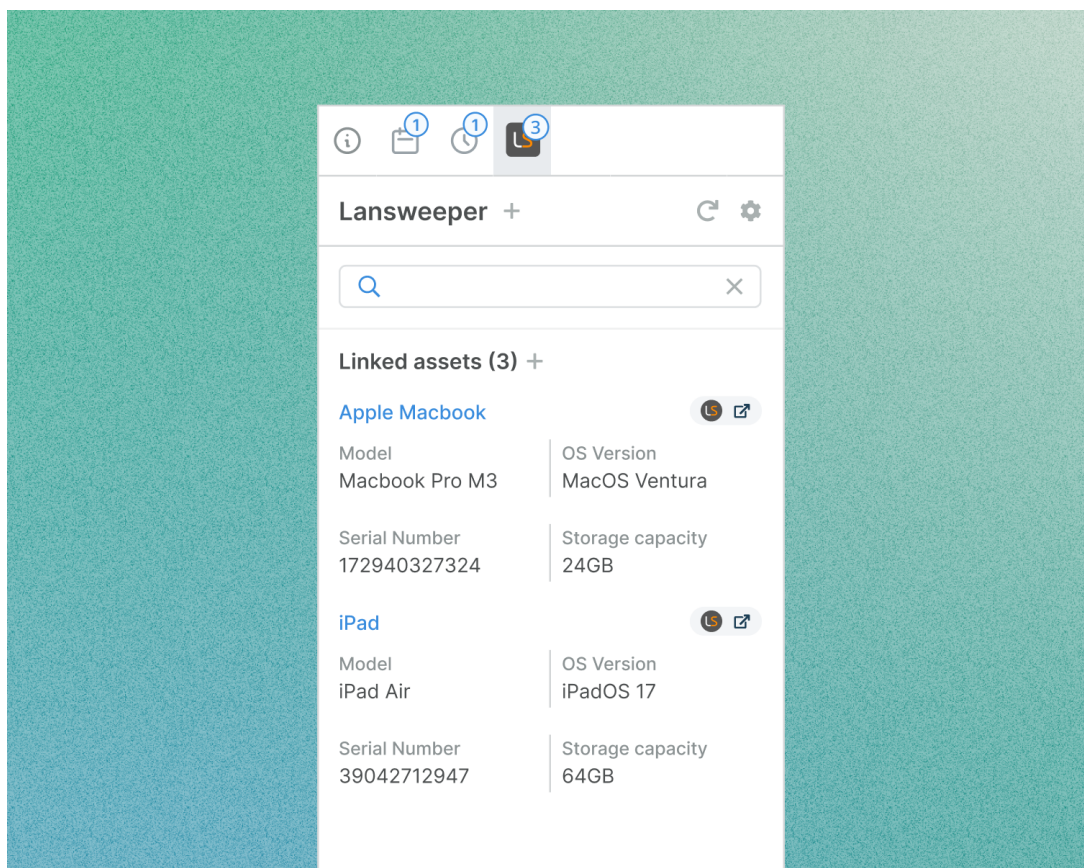 1
1
LS 3
Lansweeper
Linked assets (3)
Apple Macbook
LS
Model
OS Version
Macbook Pro M3
MacOS Ventura
Serial Number
Storage capacity
172940327324
24GB
iPad
LS
Model
OS Version
iPad Air
iPadOS 17
Serial Number
Storage capacity
39042712947
64GB